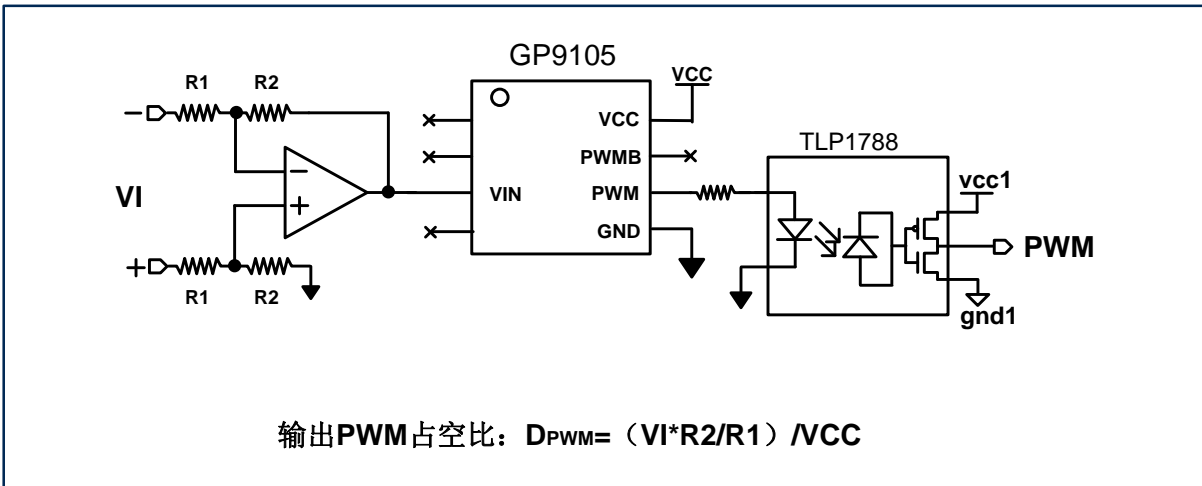 GP9105
R1
R2
VCC
VCC
TLP1788
−
PWMB
vcc1
−
VI
VIN
PWM
+
PWM
GND
+
R1
R2
gnd1
输出PWM占空比：DPWM=（VI*R2/R1）/VCC